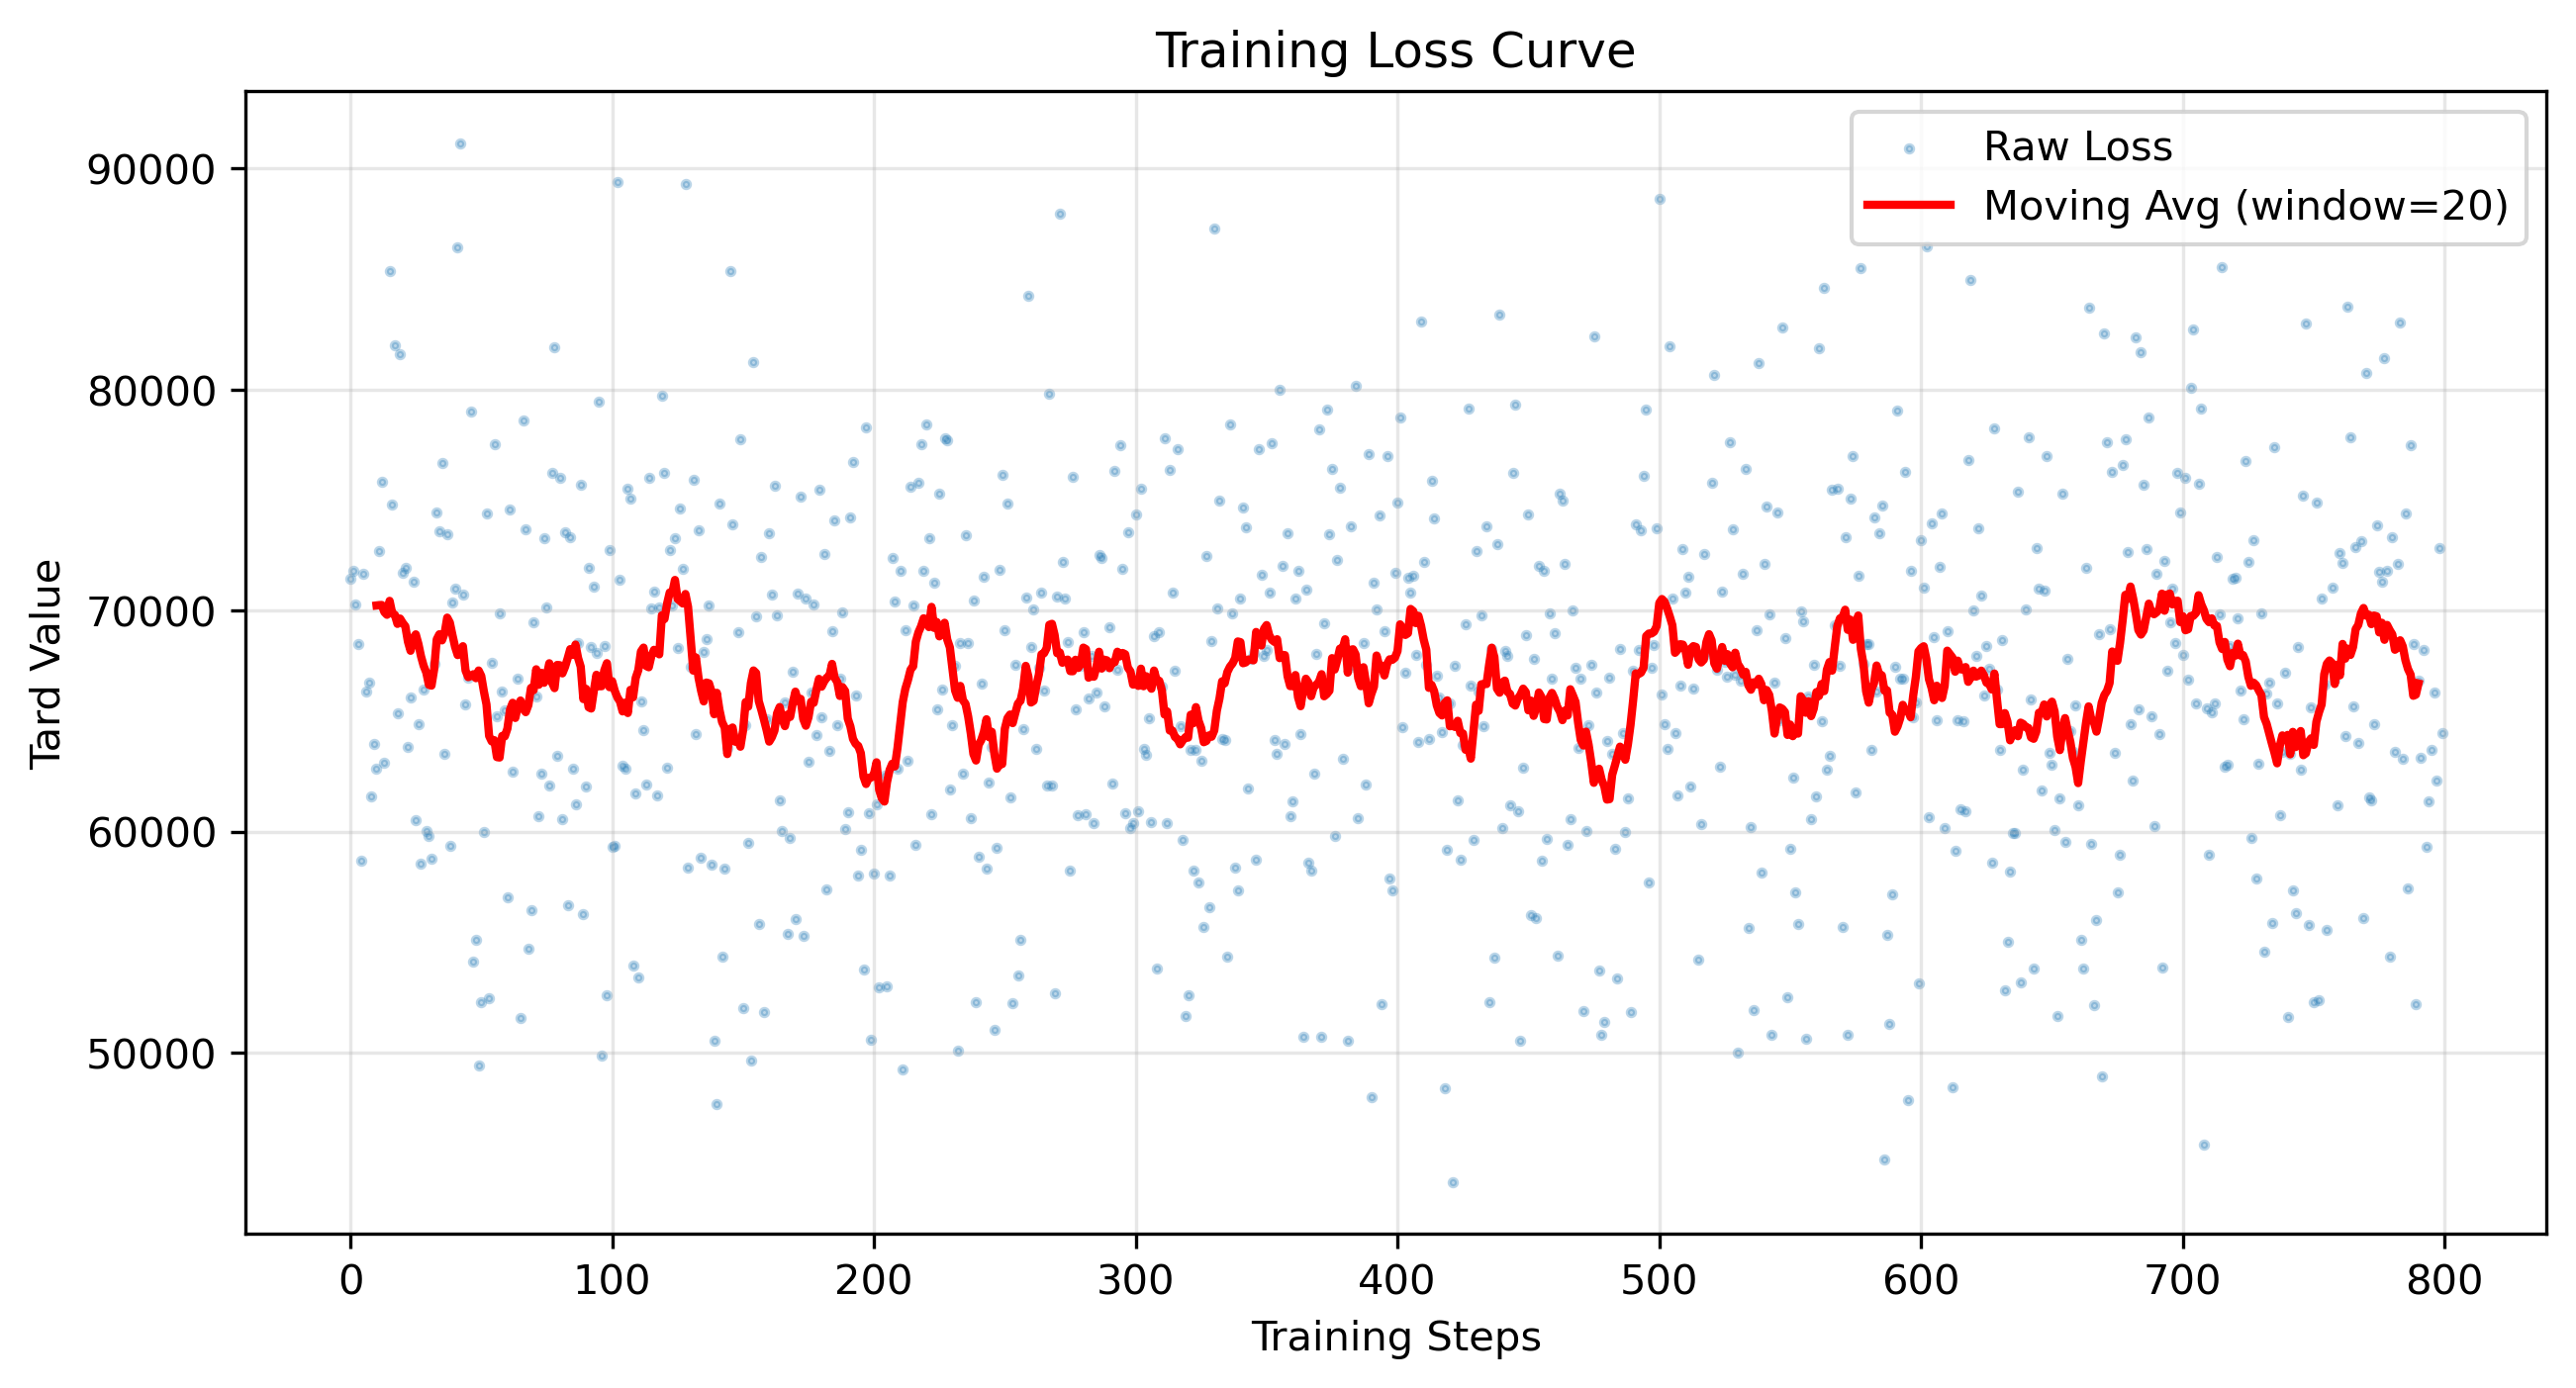 Training Loss Curve
Raw Loss
Moving Avg (window=20)
Tard Value
90000
80000
70000
60000
50000
0 100 200 300 400 500 600 700 800
Training Steps